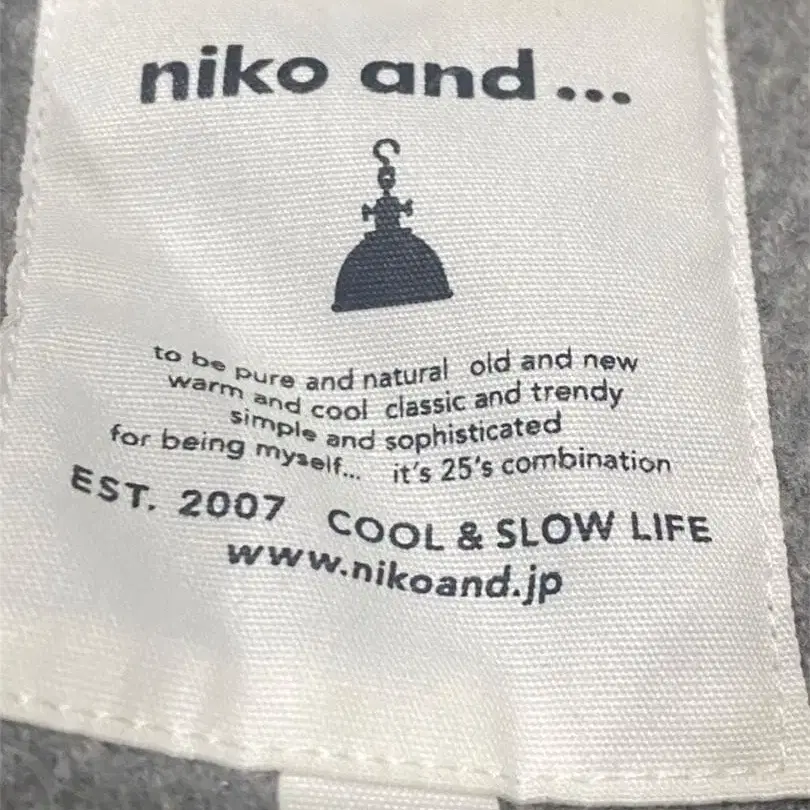 niko and...
to be pure and natural old and new
warm and cool classic and trendy
simple and sophisticated
for being myself... it's 25's combination
EST. 2007 COOL & SLOW LIFE
www.nikoand.jp